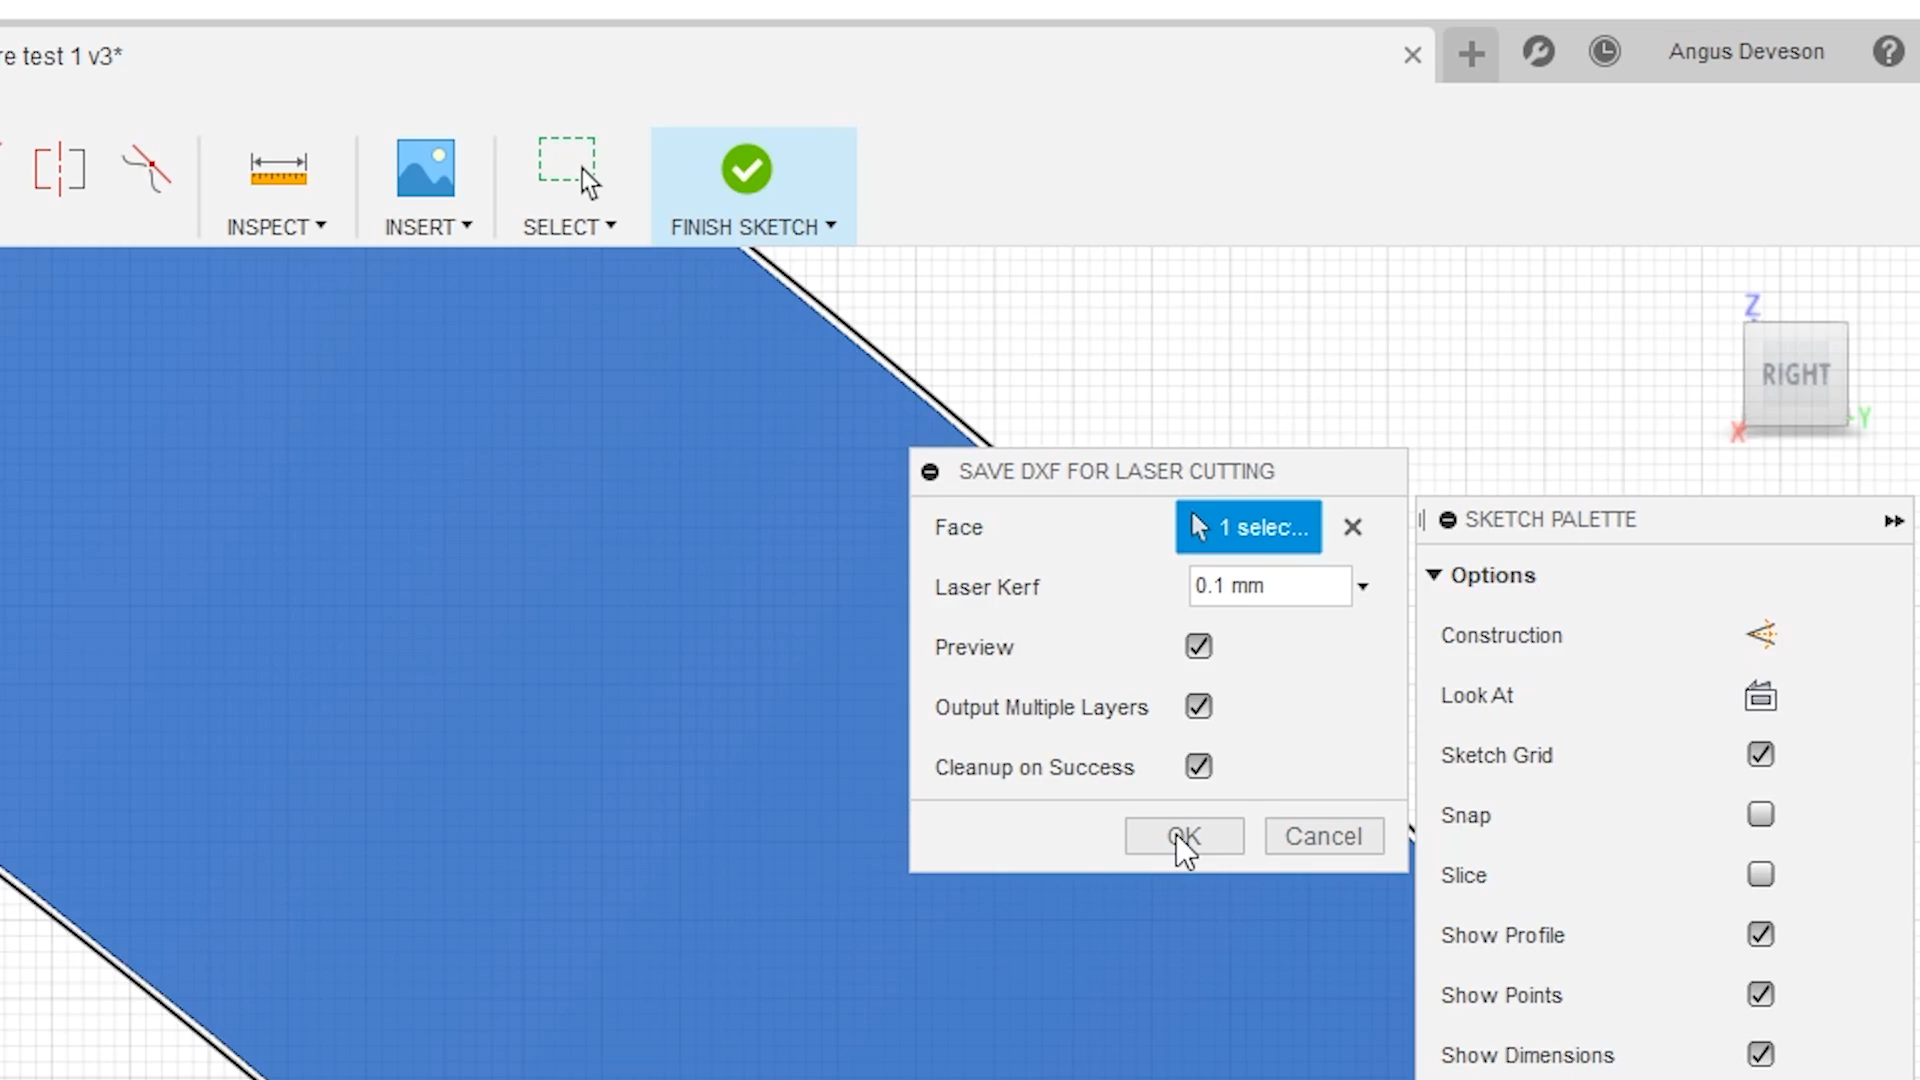 re test 1 v3*
Angus Deveson
INSPECT
INSERT
SELECT
FINISH SKETCH
Z
RIGHT
X
Y
SAVE DXF FOR LASER CUTTING
Face
1 selec...
Laser Kerf
0.1 mm
Preview
Output Multiple Layers
Cleanup on Success
OK
Cancel
SKETCH PALETTE
Options
Construction
Look At
Sketch Grid
Snap
Slice
Show Profile
Show Points
Show Dimensions